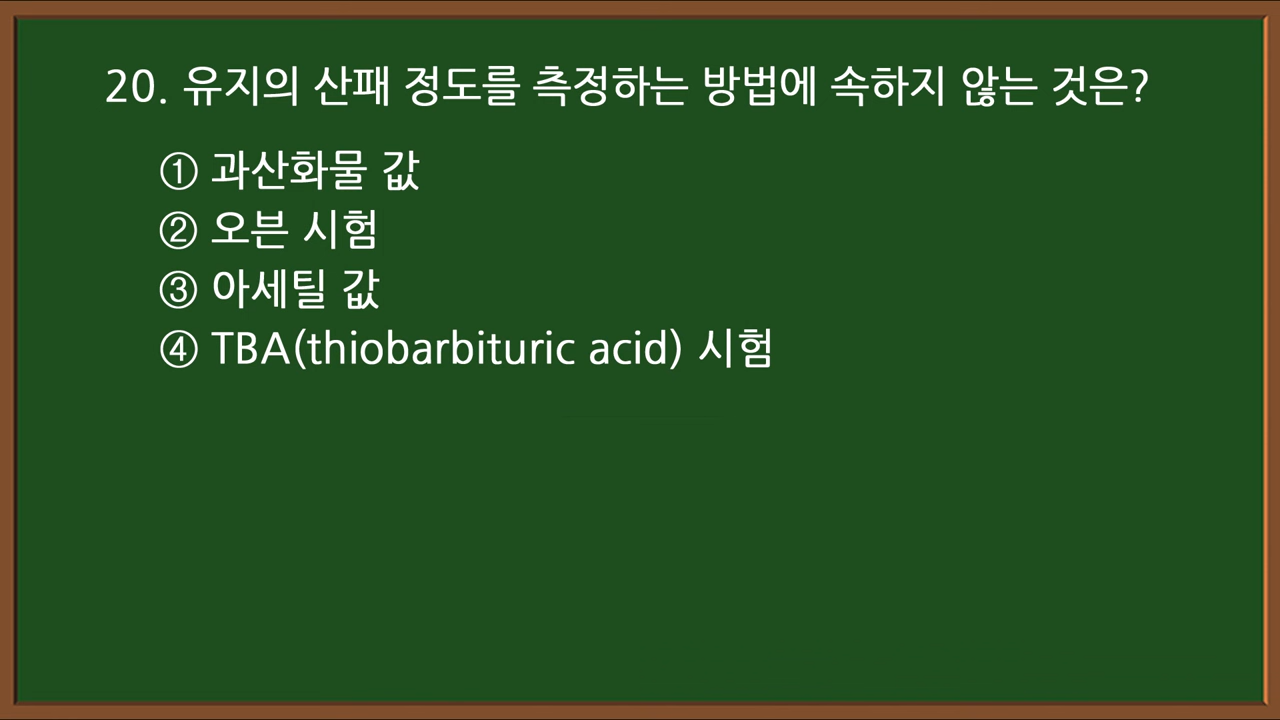 20. 유지의 산패 정도를 측정하는 방법에 속하지 않는 것은?
① 과산화물 값
② 오븐 시험
③ 아세틸 값
④ TBA(thiobarbituric acid) 시험